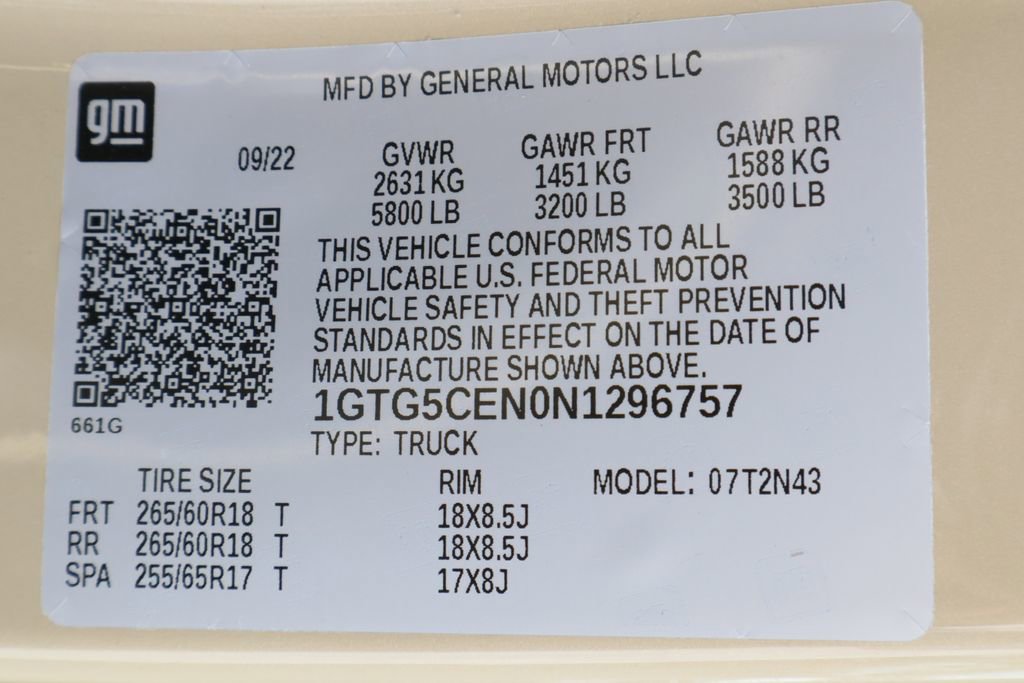 MFD BY GENERAL MOTORS LLC
gm
09/22
GVWR GAWR FRT GAWR RR
2631 KG 1451 KG 1588 KG
5800 LB 3200 LB 3500 LB
THIS VEHICLE CONFORMS TO ALL
APPLICABLE U.S. FEDERAL MOTOR
VEHICLE SAFETY AND THEFT PREVENTION
STANDARDS IN EFFECT ON THE DATE OF
MANUFACTURE SHOWN ABOVE.
1GTG5CEN0N1296757
661G
TYPE: TRUCK
TIRE SIZE RIM MODEL: 07T2N43
FRT 265/60R18 T 18X8.5J
RR 265/60R18 T 18X8.5J
SPA 255/65R17 T 17X8J